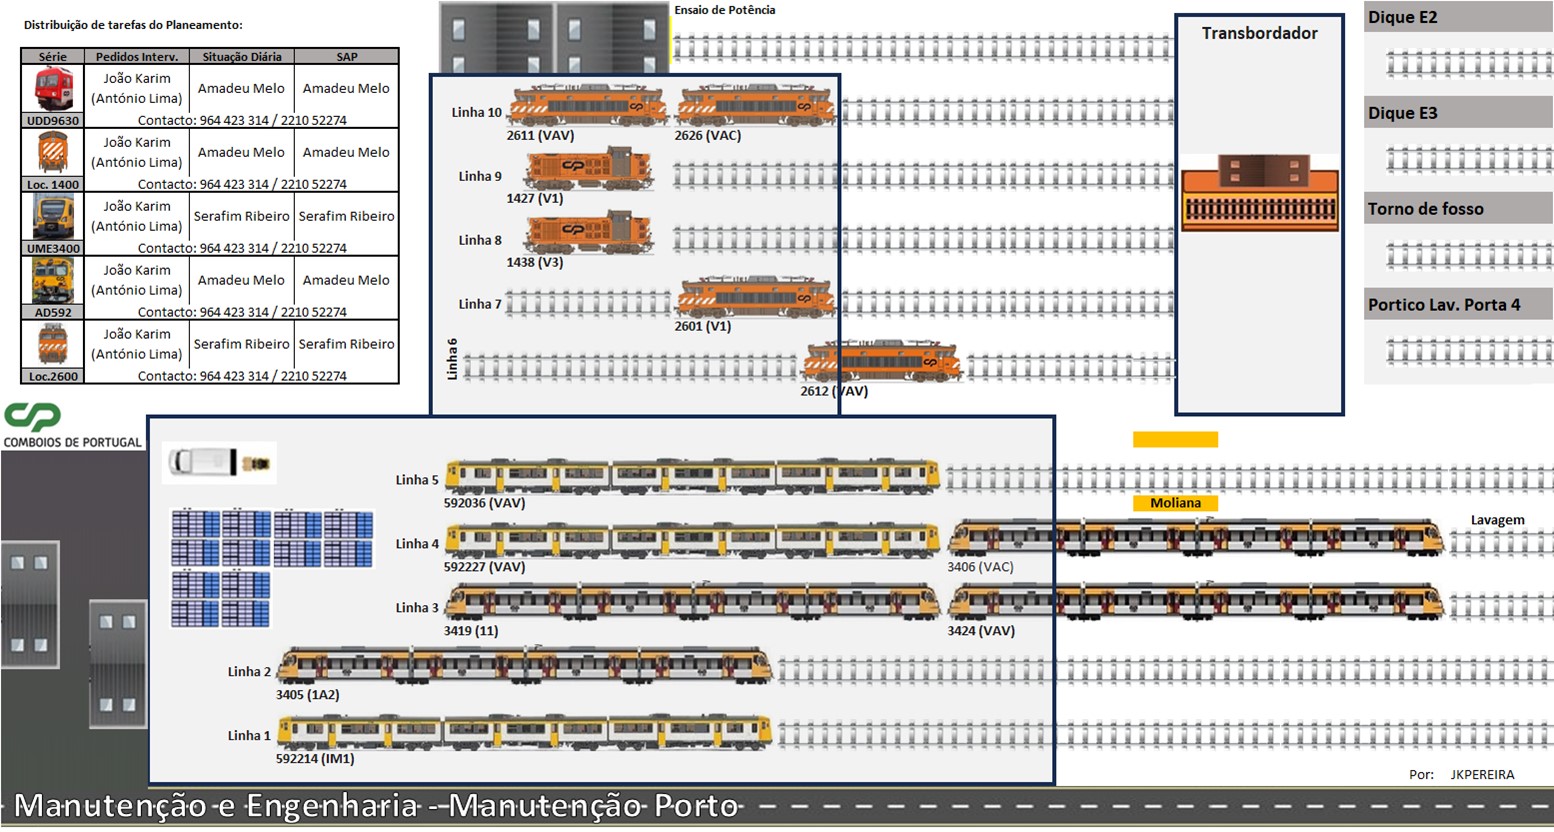 Distribuição de tarefas do Planeamento:
Série Pedidos Interv. Situação Diária SAP
João Karim
(António Lima) Amadeu Melo Amadeu Melo
UDD9630 Contacto: 964 423 314 / 2210 52274
João Karim
(António Lima) Amadeu Melo Amadeu Melo
Loc. 1400 Contacto: 964 423 314 / 2210 52274
João Karim
(António Lima) Serafim Ribeiro Serafim Ribeiro
UME3400 Contacto: 964 423 314 / 2210 52274
João Karim
(António Lima) Amadeu Melo Amadeu Melo
AD592 Contacto: 964 423 314 / 2210 52274
João Karim
(António Lima) Serafim Ribeiro Serafim Ribeiro
Loc.2600 Contacto: 964 423 314 / 2210 52274
CP
COMBOIOS DE PORTUGAL
Ensaio de Potência
Linha 10
2611 (VAV) 2626 (VAC)
Linha 9
1427 (V1)
Linha 8
1438 (V3)
Linha 7
2601 (V1)
Linha 6
2612 (VAV)
Transbordador
Dique E2
Dique E3
Torno de fosso
Portico Lav. Porta 4
Linha 5
592036 (VAV)
Moliana
Lavagem
Linha 4
592227 (VAV) 3406 (VAC)
Linha 3
3419 (11) 3424 (VAV)
Linha 2
3405 (1A2)
Linha 1
592214 (IM1)
Por: JKPEREIRA
Manutenção e Engenharia - Manutenção Porto